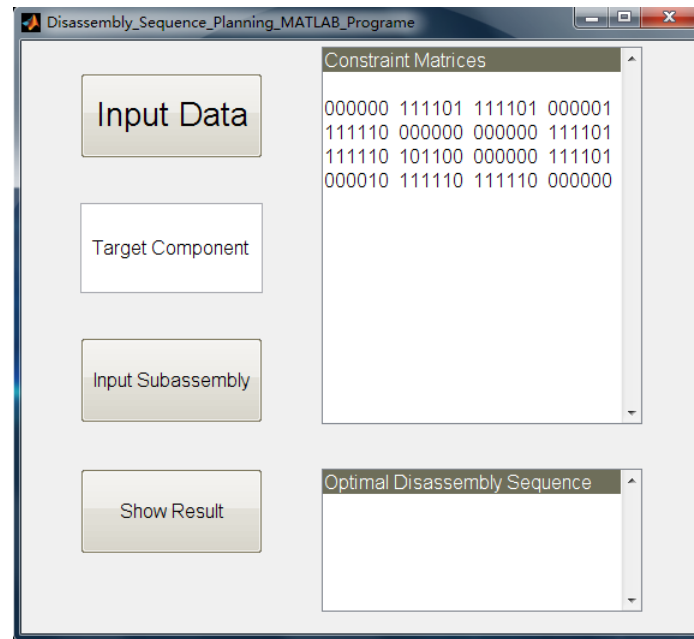 Disassembly_Sequence_Planning_MATLAB_Programe
Input Data
Target Component
Input Subassembly
Show Result
Constraint Matrices
000000 111101 111101 000001
111110 000000 000000 111101
111110 101100 000000 111101
000010 111110 111110 000000
Optimal Disassembly Sequence